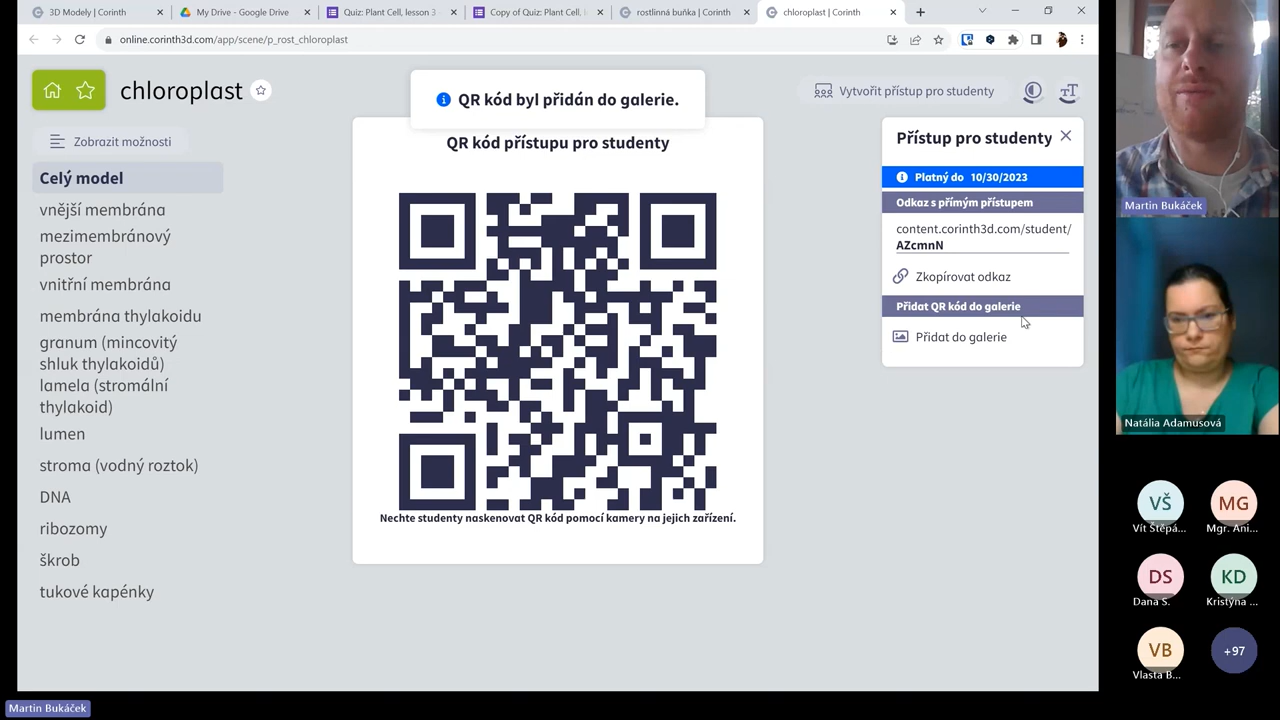 3D Modely | Corinth
My Drive - Google Drive
Quiz: Plant Cell, lesson 3
Copy of Quiz: Plant Cell,
rostlinná buňka | Corinth
chloroplast | Corinth
online.corinth3d.com/app/scene/p_rost_chloroplast
chloroplast
QR kód byl přidán do galerie.
Vytvořit přístup pro studenty
Zobrazit možnosti
Celý model
vnější membrána
mezimembránový
prostor
vnitřní membrána
membrána thylakoidu
granum (mincovitý
shluk thylakoidů)
lamela (stromální
thylakoid)
lumen
stroma (vodný roztok)
DNA
ribozomy
škrob
tukové kapénky
QR kód přístupu pro studenty
Nechte studenty naskenovat QR kód pomocí kamery na jejich zařízení.
Přístup pro studenty
Platný do 10/30/2023
Odkaz s přímým přístupem
content.corinth3d.com/student/
AZcmnN
Zkopírovat odkaz
Přidat QR kód do galerie
Přidat do galerie
Martin Bukáček
Natália Adamusová
VŠ
MG
Vít Štěpá...
Mgr. Ani...
DS
KD
Dana S.
Kristýna ...
VB
+97
Vlasta B...
Martin Bukáček